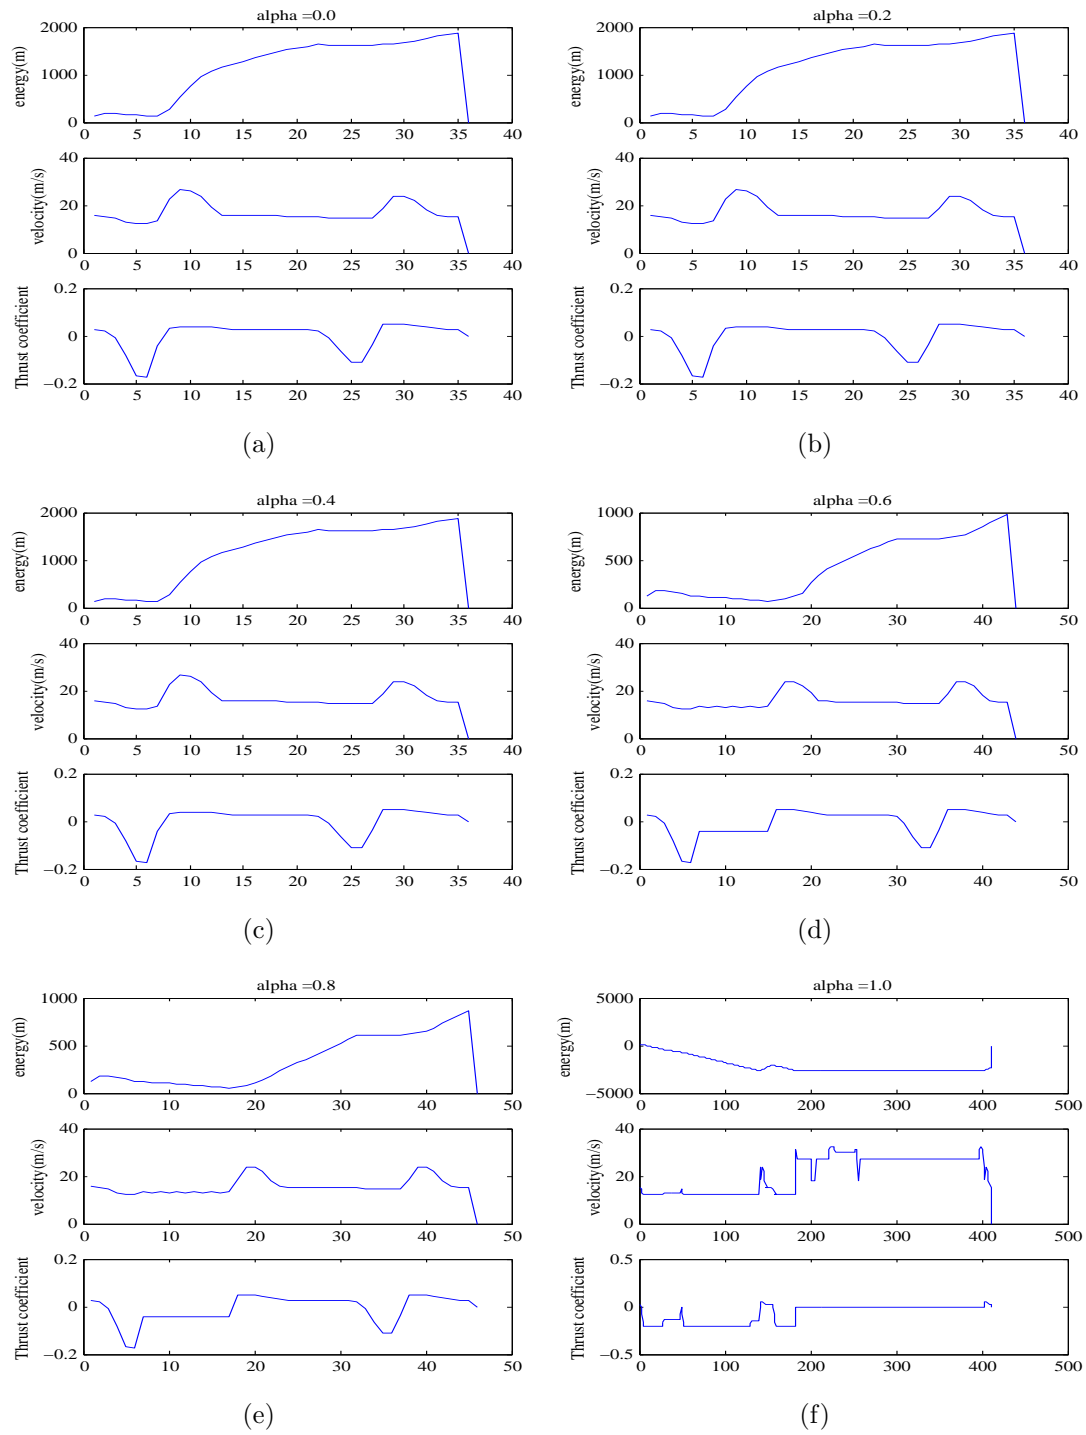 alpha =0.0
energy(m)
2000
1000
0
0 5 10 15 20 25 30 35 40
velocity(m/s)
40
20
0
0 5 10 15 20 25 30 35 40
Thrust coefficient
0.2
0
−0.2
0 5 10 15 20 25 30 35 40
(a)
alpha =0.2
energy(m)
2000
1000
0
0 5 10 15 20 25 30 35 40
velocity(m/s)
40
20
0
0 5 10 15 20 25 30 35 40
Thrust coefficient
0.2
0
−0.2
0 5 10 15 20 25 30 35 40
(b)
alpha =0.4
energy(m)
2000
1000
0
0 5 10 15 20 25 30 35 40
velocity(m/s)
40
20
0
0 5 10 15 20 25 30 35 40
Thrust coefficient
0.2
0
−0.2
0 5 10 15 20 25 30 35 40
(c)
alpha =0.6
energy(m)
1000
500
0
0 10 20 30 40 50
velocity(m/s)
40
20
0
0 10 20 30 40 50
Thrust coefficient
0.2
0
−0.2
0 10 20 30 40 50
(d)
alpha =0.8
energy(m)
1000
500
0
0 10 20 30 40 50
velocity(m/s)
40
20
0
0 10 20 30 40 50
Thrust coefficient
0.2
0
−0.2
0 10 20 30 40 50
(e)
alpha =1.0
energy(m)
5000
0
−5000
0 100 200 300 400 500
velocity(m/s)
40
20
0
0 100 200 300 400 500
Thrust coefficient
0.5
0
−0.5
0 100 200 300 400 500
(f)